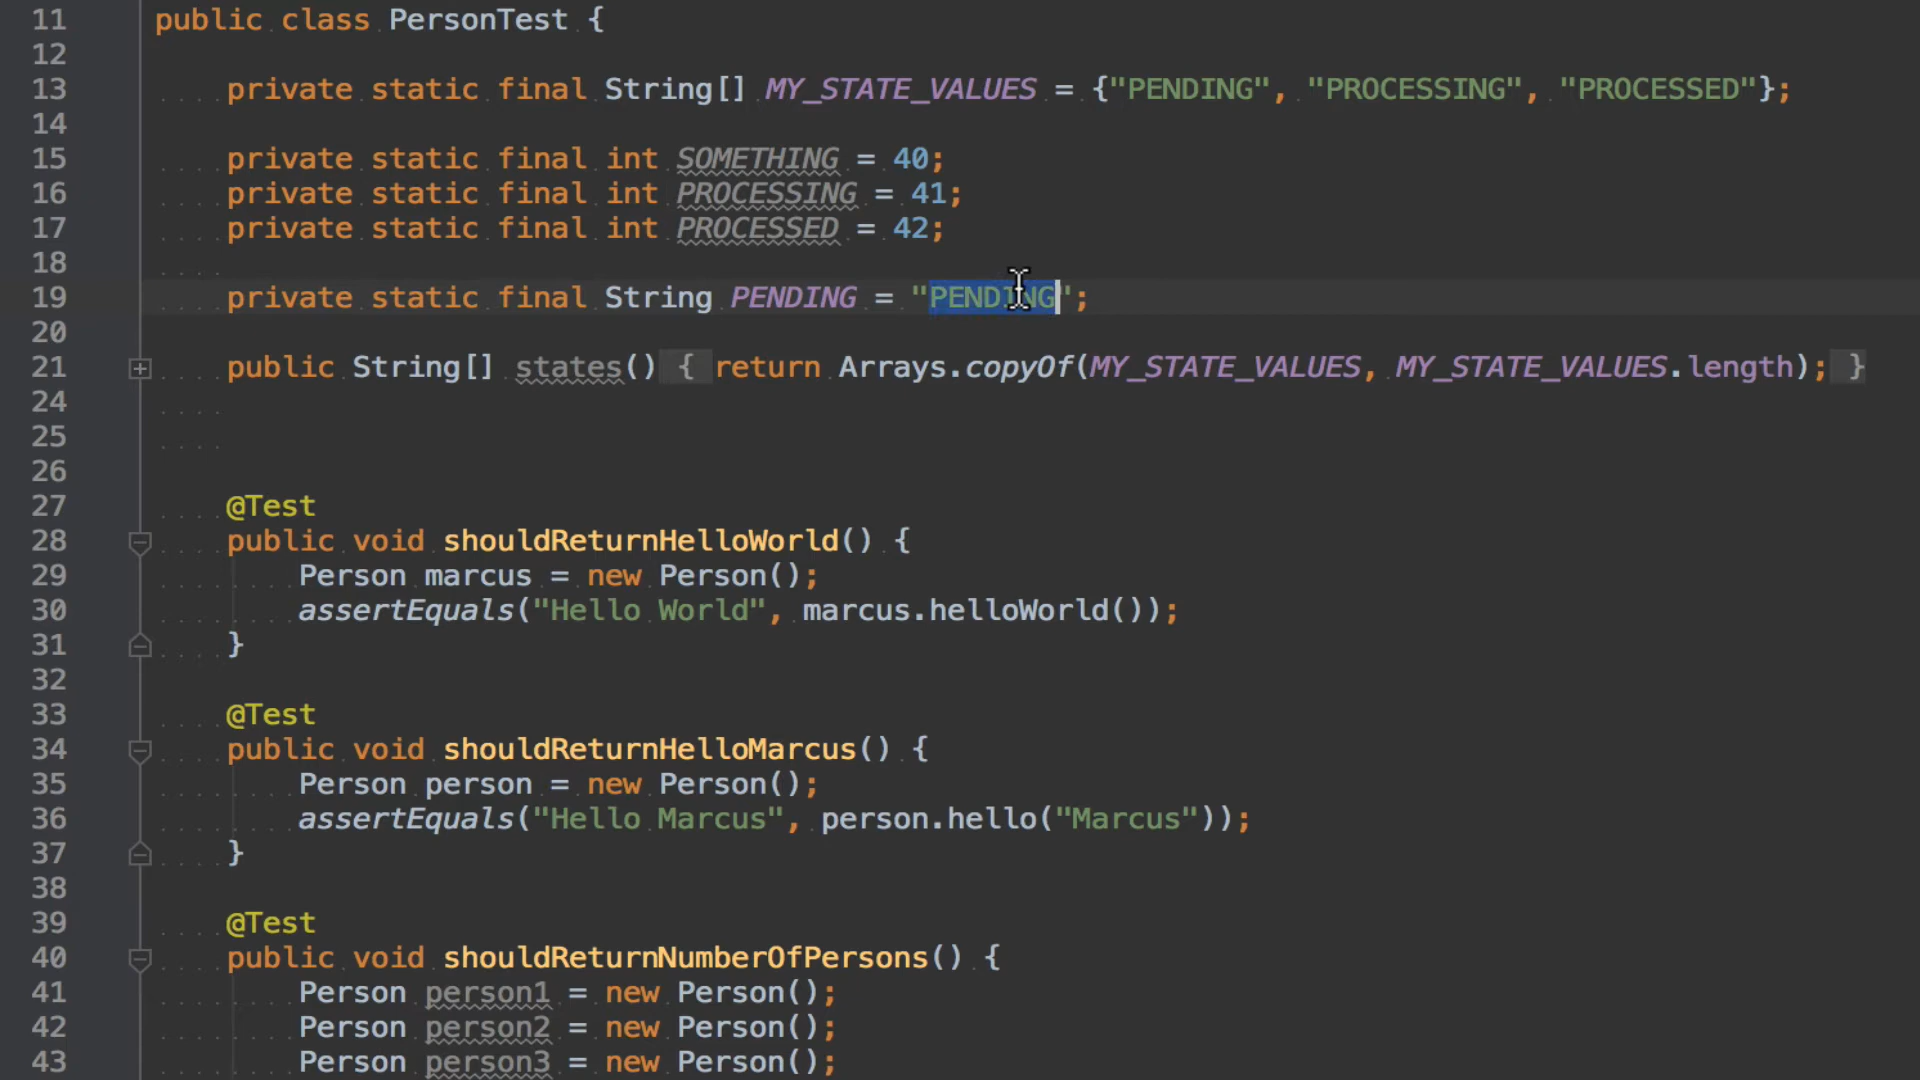 11 public class PersonTest {
12
13 private static final String[] MY_STATE_VALUES = {"PENDING", "PROCESSING", "PROCESSED"};
14
15 private static final int SOMETHING = 40;
16 private static final int PROCESSING = 41;
17 private static final int PROCESSED = 42;
18
19 private static final String PENDING = "PENDING";
20
21 public String[] states() { return Arrays.copyOf(MY_STATE_VALUES, MY_STATE_VALUES.length); }
24
25
26
27 @Test
28 public void shouldReturnHelloWorld() {
29 Person marcus = new Person();
30 assertEquals("Hello World", marcus.helloWorld());
31 }
32
33 @Test
34 public void shouldReturnHelloMarcus() {
35 Person person = new Person();
36 assertEquals("Hello Marcus", person.hello("Marcus"));
37 }
38
39 @Test
40 public void shouldReturnNumberOfPersons() {
41 Person person1 = new Person();
42 Person person2 = new Person();
43 Person person3 = new Person();